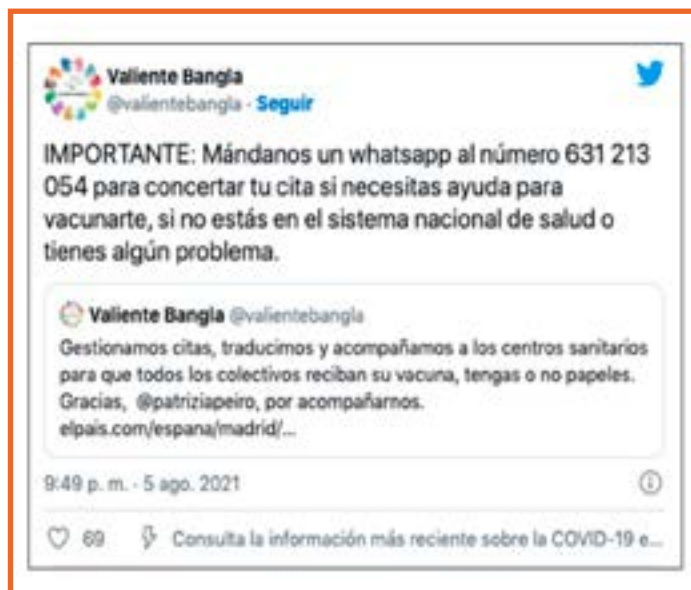 Valiente Bangla
@valientebangla · Seguir
IMPORTANTE: Mándanos un whatsapp al número 631 213
054 para concertar tu cita si necesitas ayuda para
vacunarte, si no estás en el sistema nacional de salud o
tienes algún problema.
Valiente Bangla @valientebangla
Gestionamos citas, traducimos y acompañamos a los centros sanitarios
para que todos los colectivos reciban su vacuna, tengas o no papeles.
Gracias, @patriziapeiro, por acompañarnos.
elpais.com/espana/madrid/...
9:49 p. m. · 5 ago. 2021
69 Consulta la información más reciente sobre la COVID-19 e...